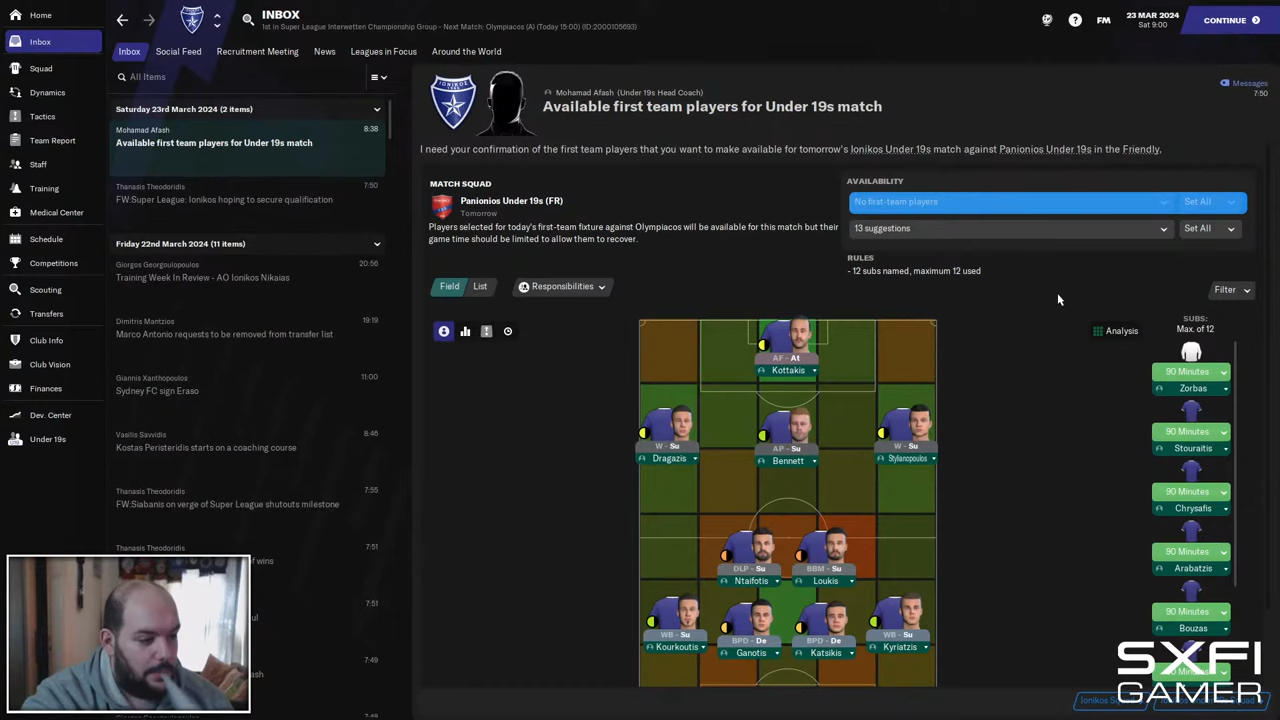 Home
Inbox
Squad
Dynamics
Tactics
Team Report
Staff
Training
Medical Center
Schedule
Competitions
Scouting
Transfers
Club Info
Club Vision
Finances
Dev. Center
Under 19s
INBOX
1st in Super League Interwetten Championship Group - Next Match: Olympiacos (A) (Today 15:00) (ID:2000105693)
FM
23 MAR 2024
Sat 9:00
CONTINUE
Inbox
Social Feed
Recruitment Meeting
News
Leagues in Focus
Around the World
All Items
Saturday 23rd March 2024 (2 items)
Mohamad Afash
8:38
Available first team players for Under 19s match
Thanasis Theodoridis
7:50
FW:Super League: Ionikos hoping to secure qualification
Friday 22nd March 2024 (11 items)
Giorgos Georgoulopoulos
20:56
Training Week In Review - AO Ionikos Nikaias
Dimitris Mantzios
19:19
Marco Antonio requests to be removed from transfer list
Giannis Xanthopoulos
11:00
Sydney FC sign Eraso
Vasilis Savvidis
8:46
Kostas Peristeridis starts on a coaching course
Thanasis Theodoridis
7:55
FW:Siabanis on verge of Super League shutouts milestone
Thanasis Theodoridis
7:51
of wins
7:51
7:49
IONIKOS
Mohamad Afash (Under 19s Head Coach)
Available first team players for Under 19s match
Messages
7:50
I need your confirmation of the first team players that you want to make available for tomorrow's Ionikos Under 19s match against Panionios Under 19s in the Friendly.
MATCH SQUAD
Panionios Under 19s (FR)
Tomorrow
Players selected for today's first-team fixture against Olympiacos will be available for this match but their
game time should be limited to allow them to recover.
AVAILABILITY
No first-team players
Set All
13 suggestions
Set All
RULES
- 12 subs named, maximum 12 used
Field
List
Responsibilities
Filter
Analysis
SUBS:
Max. of 12
AF - At
Kottakis
W - Su
Dragazis
AP - Su
Bennett
W - Su
Stylianopoulos
DLP - Su
Ntaifotis
BBM - Su
Loukis
WB - Su
Kourkoutis
BPD - De
Ganotis
BPD - De
Katsikis
WB - Su
Kyriatzis
90 Minutes
Zorbas
90 Minutes
Stouraitis
90 Minutes
Chrysafis
90 Minutes
Arabatzis
90 Minutes
Bouzas
SXFI
GAMER